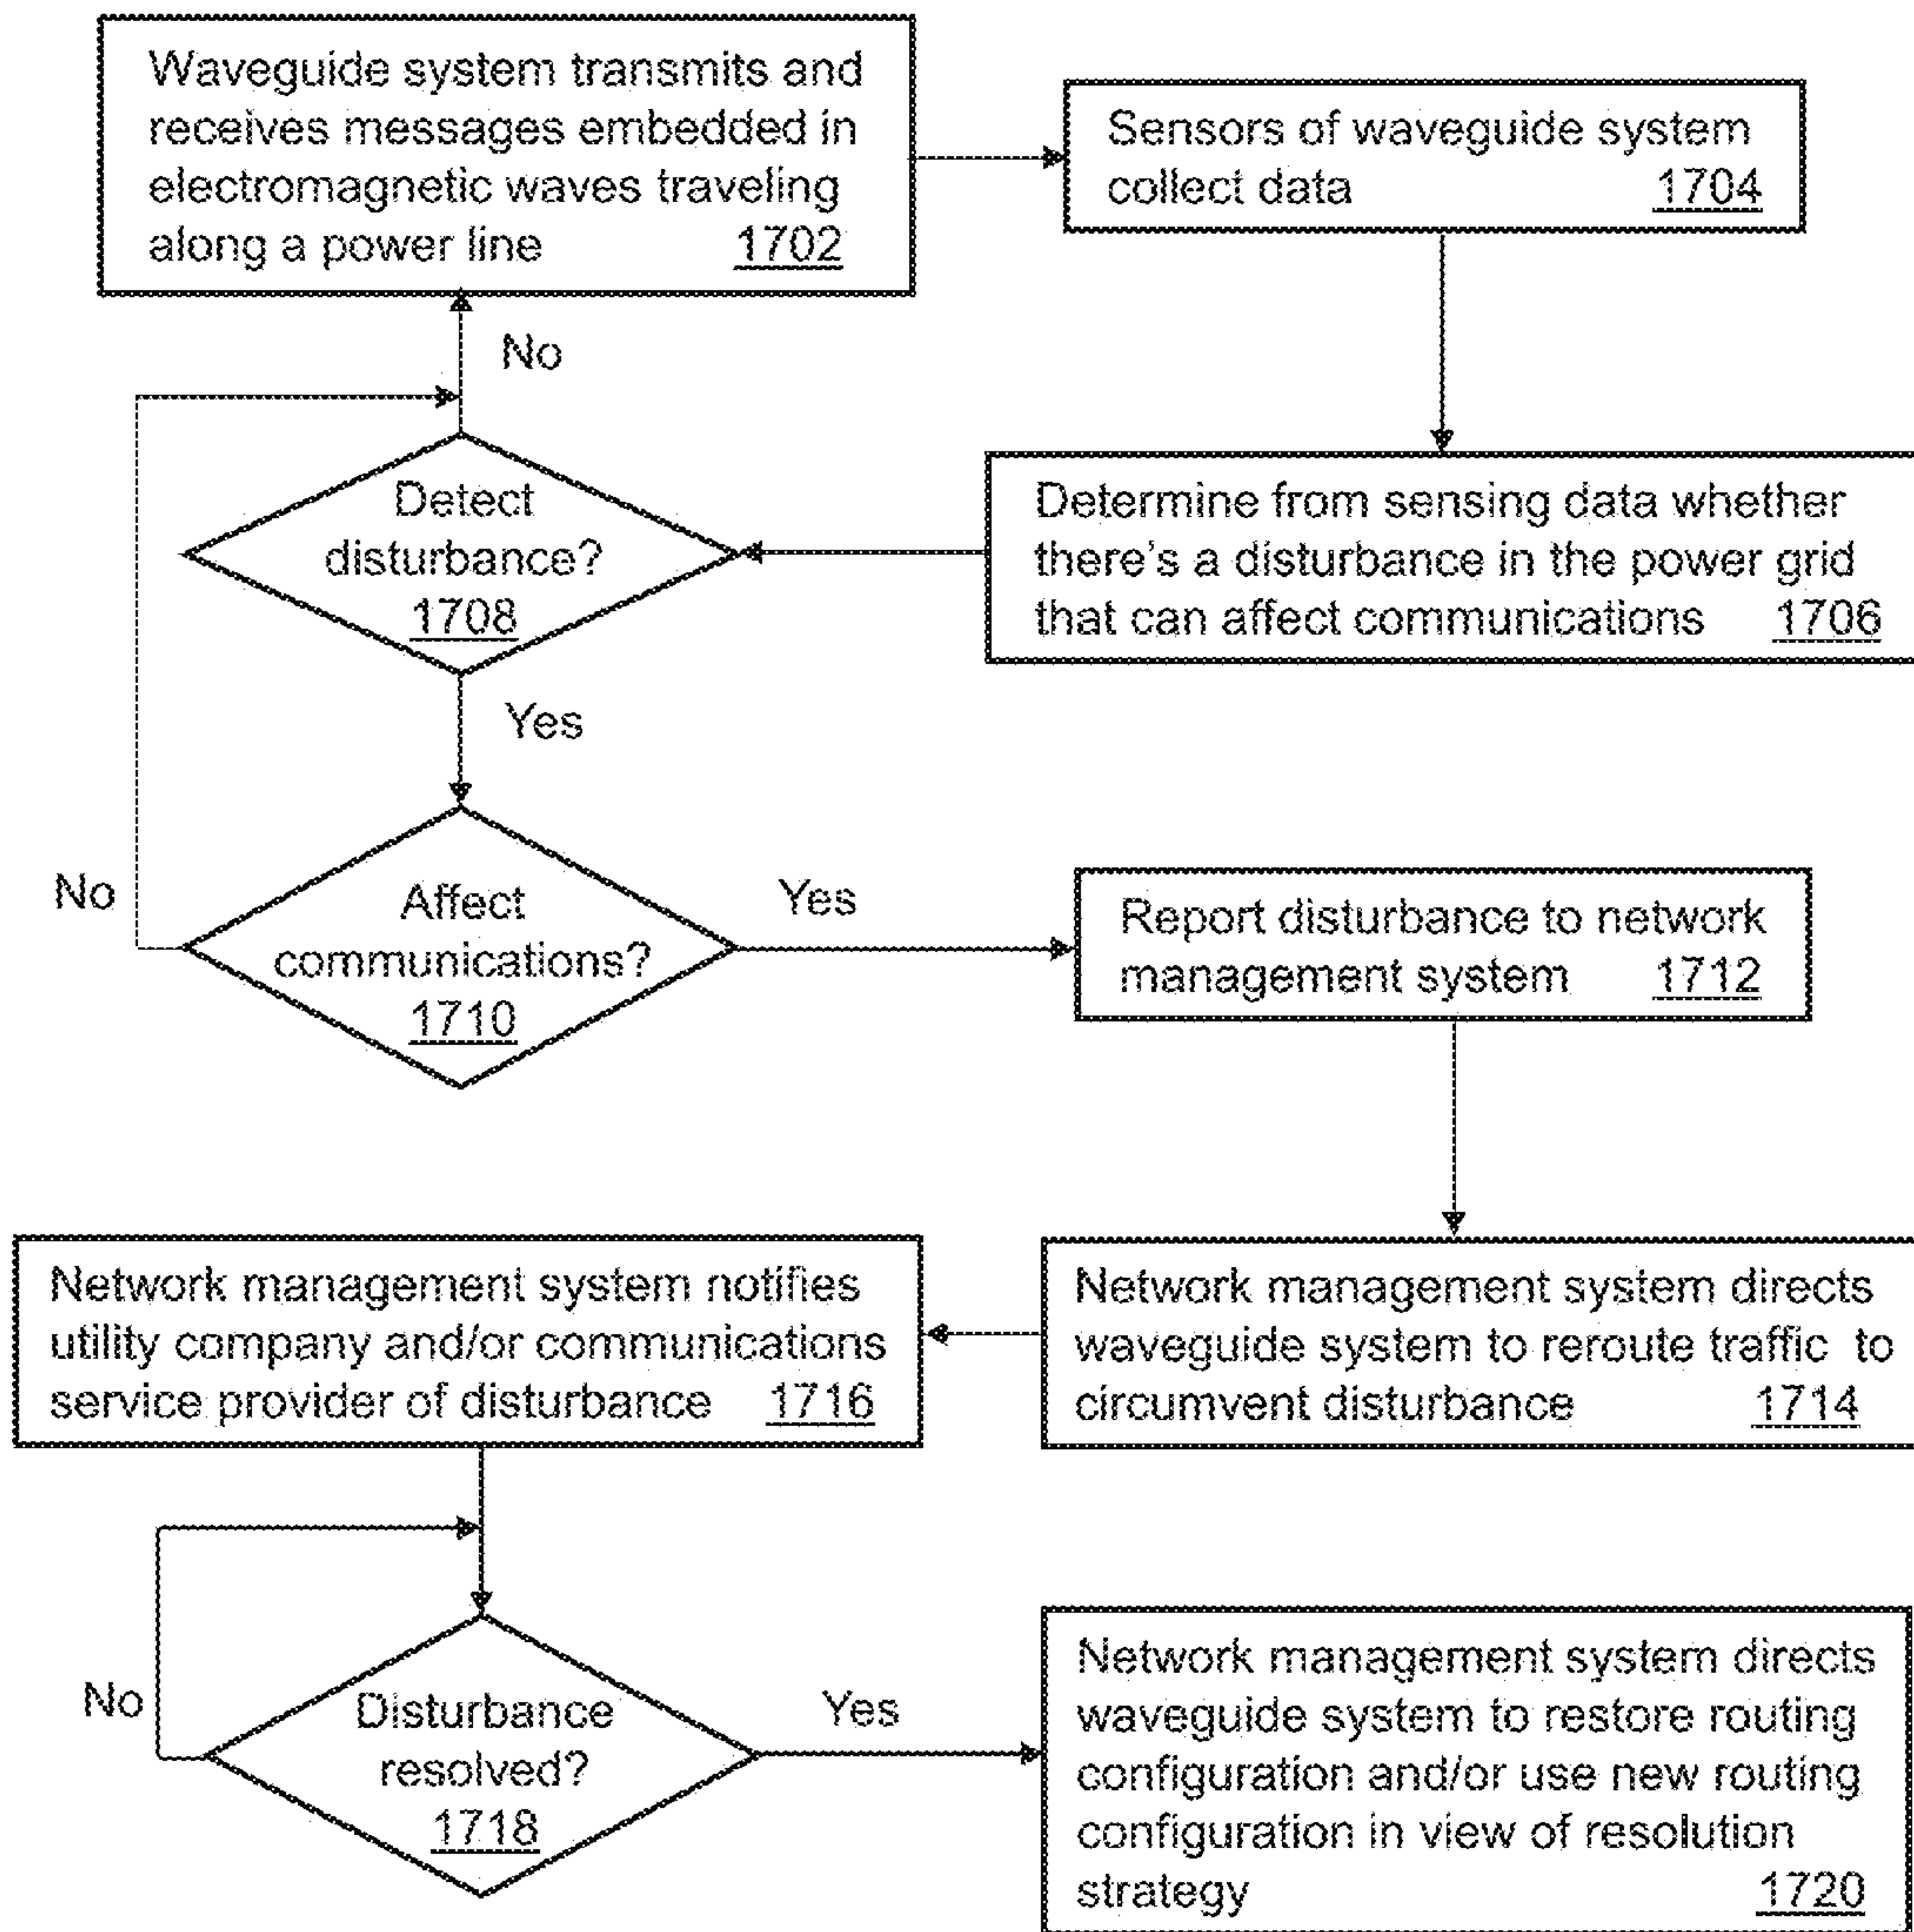 Waveguide system transmits and
receives messages embedded in
electromagnetic waves traveling
along a power line 1702
Sensors of waveguide system
collect data 1704
No
Detect
disturbance?
1708
Determine from sensing data whether
there's a disturbance in the power grid
that can affect communications 1706
Yes
No
Affect
communications?
1710
Yes
Report disturbance to network
management system 1712
Network management system notifies
utility company and/or communications
service provider of disturbance 1716
Network management system directs
waveguide system to reroute traffic to
circumvent disturbance 1714
No
Disturbance
resolved?
1718
Yes
Network management system directs
waveguide system to restore routing
configuration and/or use new routing
configuration in view of resolution
strategy 1720